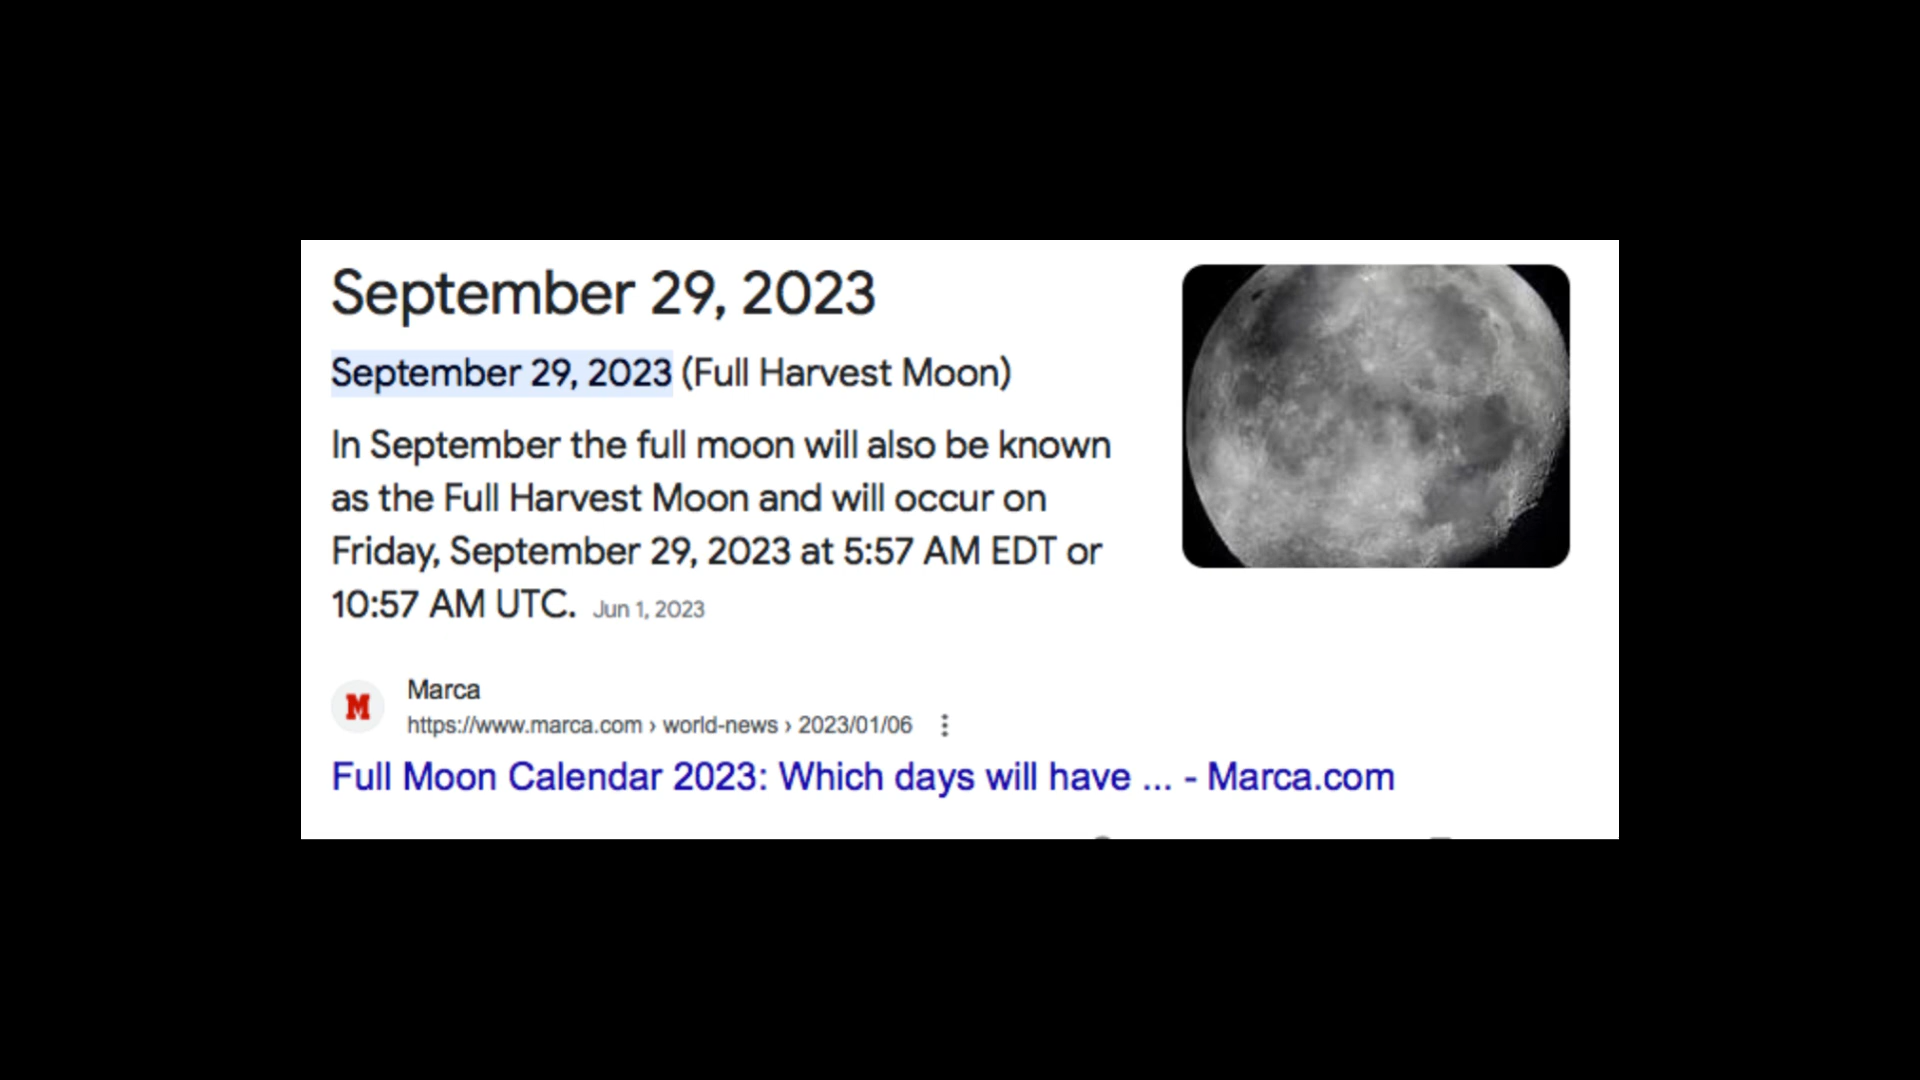 September 29, 2023
September 29, 2023 (Full Harvest Moon)
In September the full moon will also be known
as the Full Harvest Moon and will occur on
Friday, September 29, 2023 at 5:57 AM EDT or
10:57 AM UTC. Jun 1, 2023
M
Marca
https://www.marca.com › world-news › 2023/01/06
Full Moon Calendar 2023: Which days will have ... - Marca.com